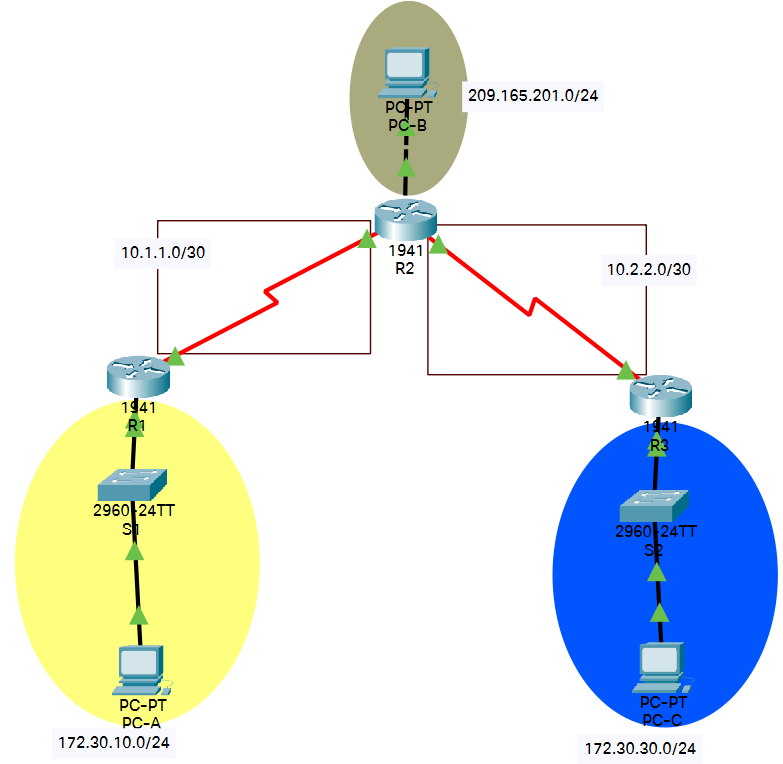 209.165.201.0/24
PC-PT
PC-B
10.1.1.0/30
1941
R2
10.2.2.0/30
1941
R1
1941
R3
2960-24TT
S1
2960-24TT
S2
PC-PT
PC-A
172.30.10.0/24
PC-PT
PC-C
172.30.30.0/24